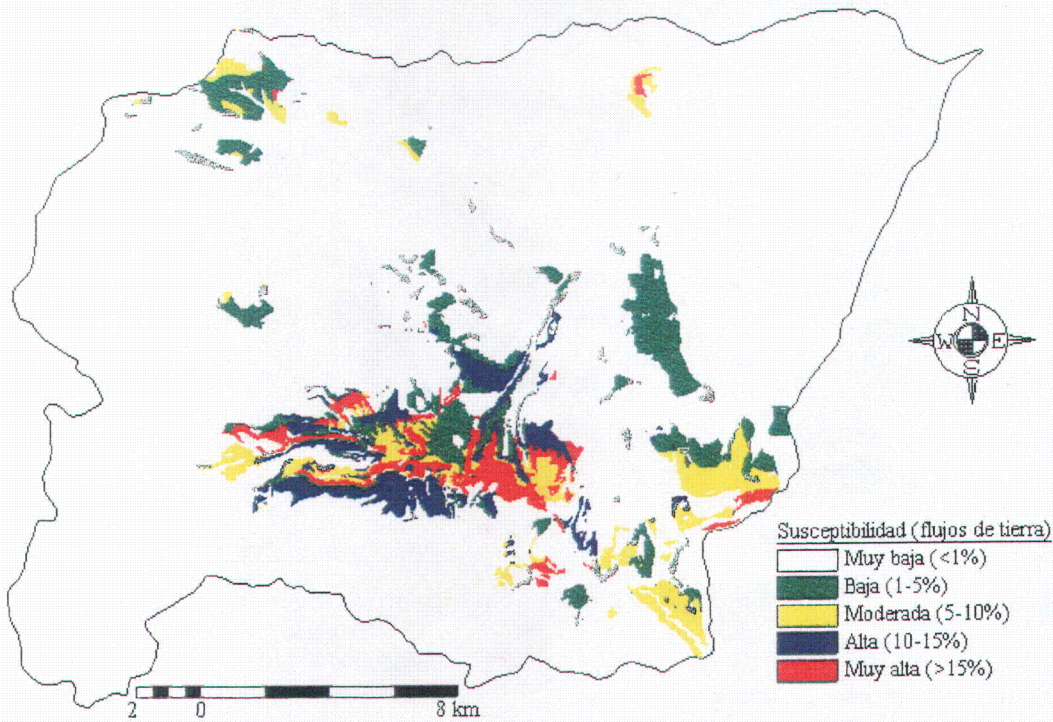 N
W E
S
Susceptibilidad (flujos de tierra)
Muy baja (<1%)
Baja (1-5%)
Moderada (5-10%)
Alta (10-15%)
Muy alta (>15%)
2 0 8 km